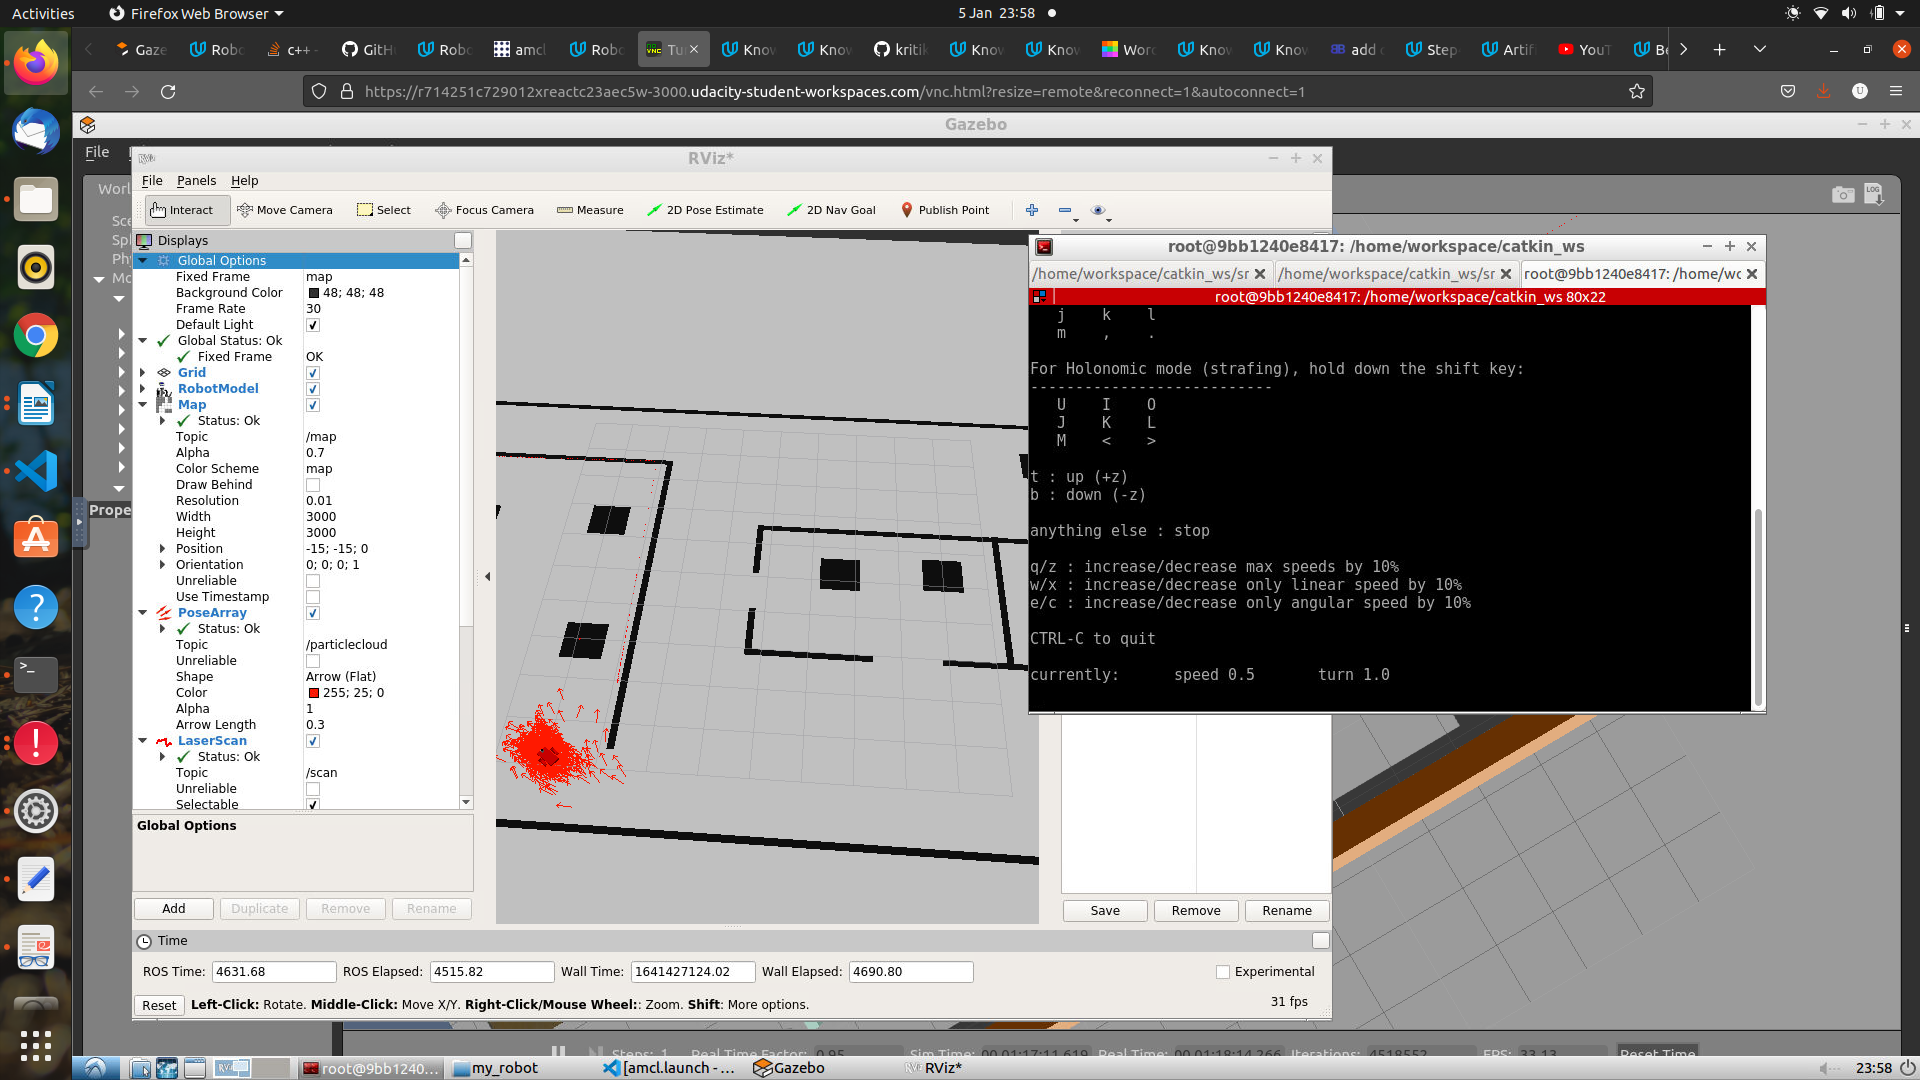 Activities
Firefox Web Browser
5 Jan 23:58
Gaze
Robo
c++
GitH
Robo
amcl
Robo
Tu
Know
Know
kritik
Know
Know
Word
Know
Know
add
Step
Artif
YouT
Be
https://r714251c729012xreactc23aec5w-3000.udacity-student-workspaces.com/vnc.html?resize=remote&reconnect=1&autoconnect=1
Gazebo
File
Worl
Sce
Sph
Phy
Mo
Prope
LOG
RViz*
File Panels Help
Interact
Move Camera
Select
Focus Camera
Measure
2D Pose Estimate
2D Nav Goal
Publish Point
Displays
Global Options
Fixed Frame map
Background Color 48; 48; 48
Frame Rate 30
Default Light
Global Status: Ok
Fixed Frame OK
Grid
RobotModel
Map
Status: Ok
Topic /map
Alpha 0.7
Color Scheme map
Draw Behind
Resolution 0.01
Width 3000
Height 3000
Position -15; -15; 0
Orientation 0; 0; 0; 1
Unreliable
Use Timestamp
PoseArray
Status: Ok
Topic /particlecloud
Unreliable
Shape Arrow (Flat)
Color 255; 25; 0
Alpha 1
Arrow Length 0.3
LaserScan
Status: Ok
Topic /scan
Unreliable
Selectable
Global Options
Add Duplicate Remove Rename
Save Remove Rename
Time
ROS Time: 4631.68 ROS Elapsed: 4515.82 Wall Time: 1641427124.02 Wall Elapsed: 4690.80 Experimental
Reset Left-Click: Rotate. Middle-Click: Move X/Y. Right-Click/Mouse Wheel:: Zoom. Shift: More options. 31 fps
root@9bb1240e8417: /home/workspace/catkin_ws
/home/workspace/catkin_ws/sr
/home/workspace/catkin_ws/sr
root@9bb1240e8417: /home/wo
root@9bb1240e8417: /home/workspace/catkin_ws 80x22
j k l
m , .
For Holonomic mode (strafing), hold down the shift key:
---------------------------
U I O
J K L
M < >
t : up (+z)
b : down (-z)
anything else : stop
q/z : increase/decrease max speeds by 10%
w/x : increase/decrease only linear speed by 10%
e/c : increase/decrease only angular speed by 10%
CTRL-C to quit
currently: speed 0.5 turn 1.0
Steps: 1 Real Time Factor: 0.95 Sim Time: 00 01:17:11.619 Real Time: 00 01:18:14.266 Iterations: 4518552 FPS: 33.13 Reset Time
root@9bb1240...
my_robot
[amcl.launch - ...
Gazebo
RViz*
23:58